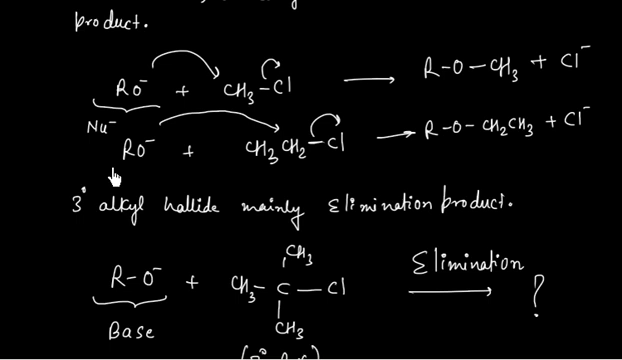 product.
RO⁻ + CH₃–Cl ⟶ R–O–CH₃ + Cl⁻
Nu⁻
RO⁻ + CH₃CH₂–Cl ⟶ R–O–CH₂CH₃ + Cl⁻
3° alkyl hallide mainly Elimination product.
CH₃
R–O⁻ + CH₃–C–Cl Elimination ⟶ ?
CH₃
Base